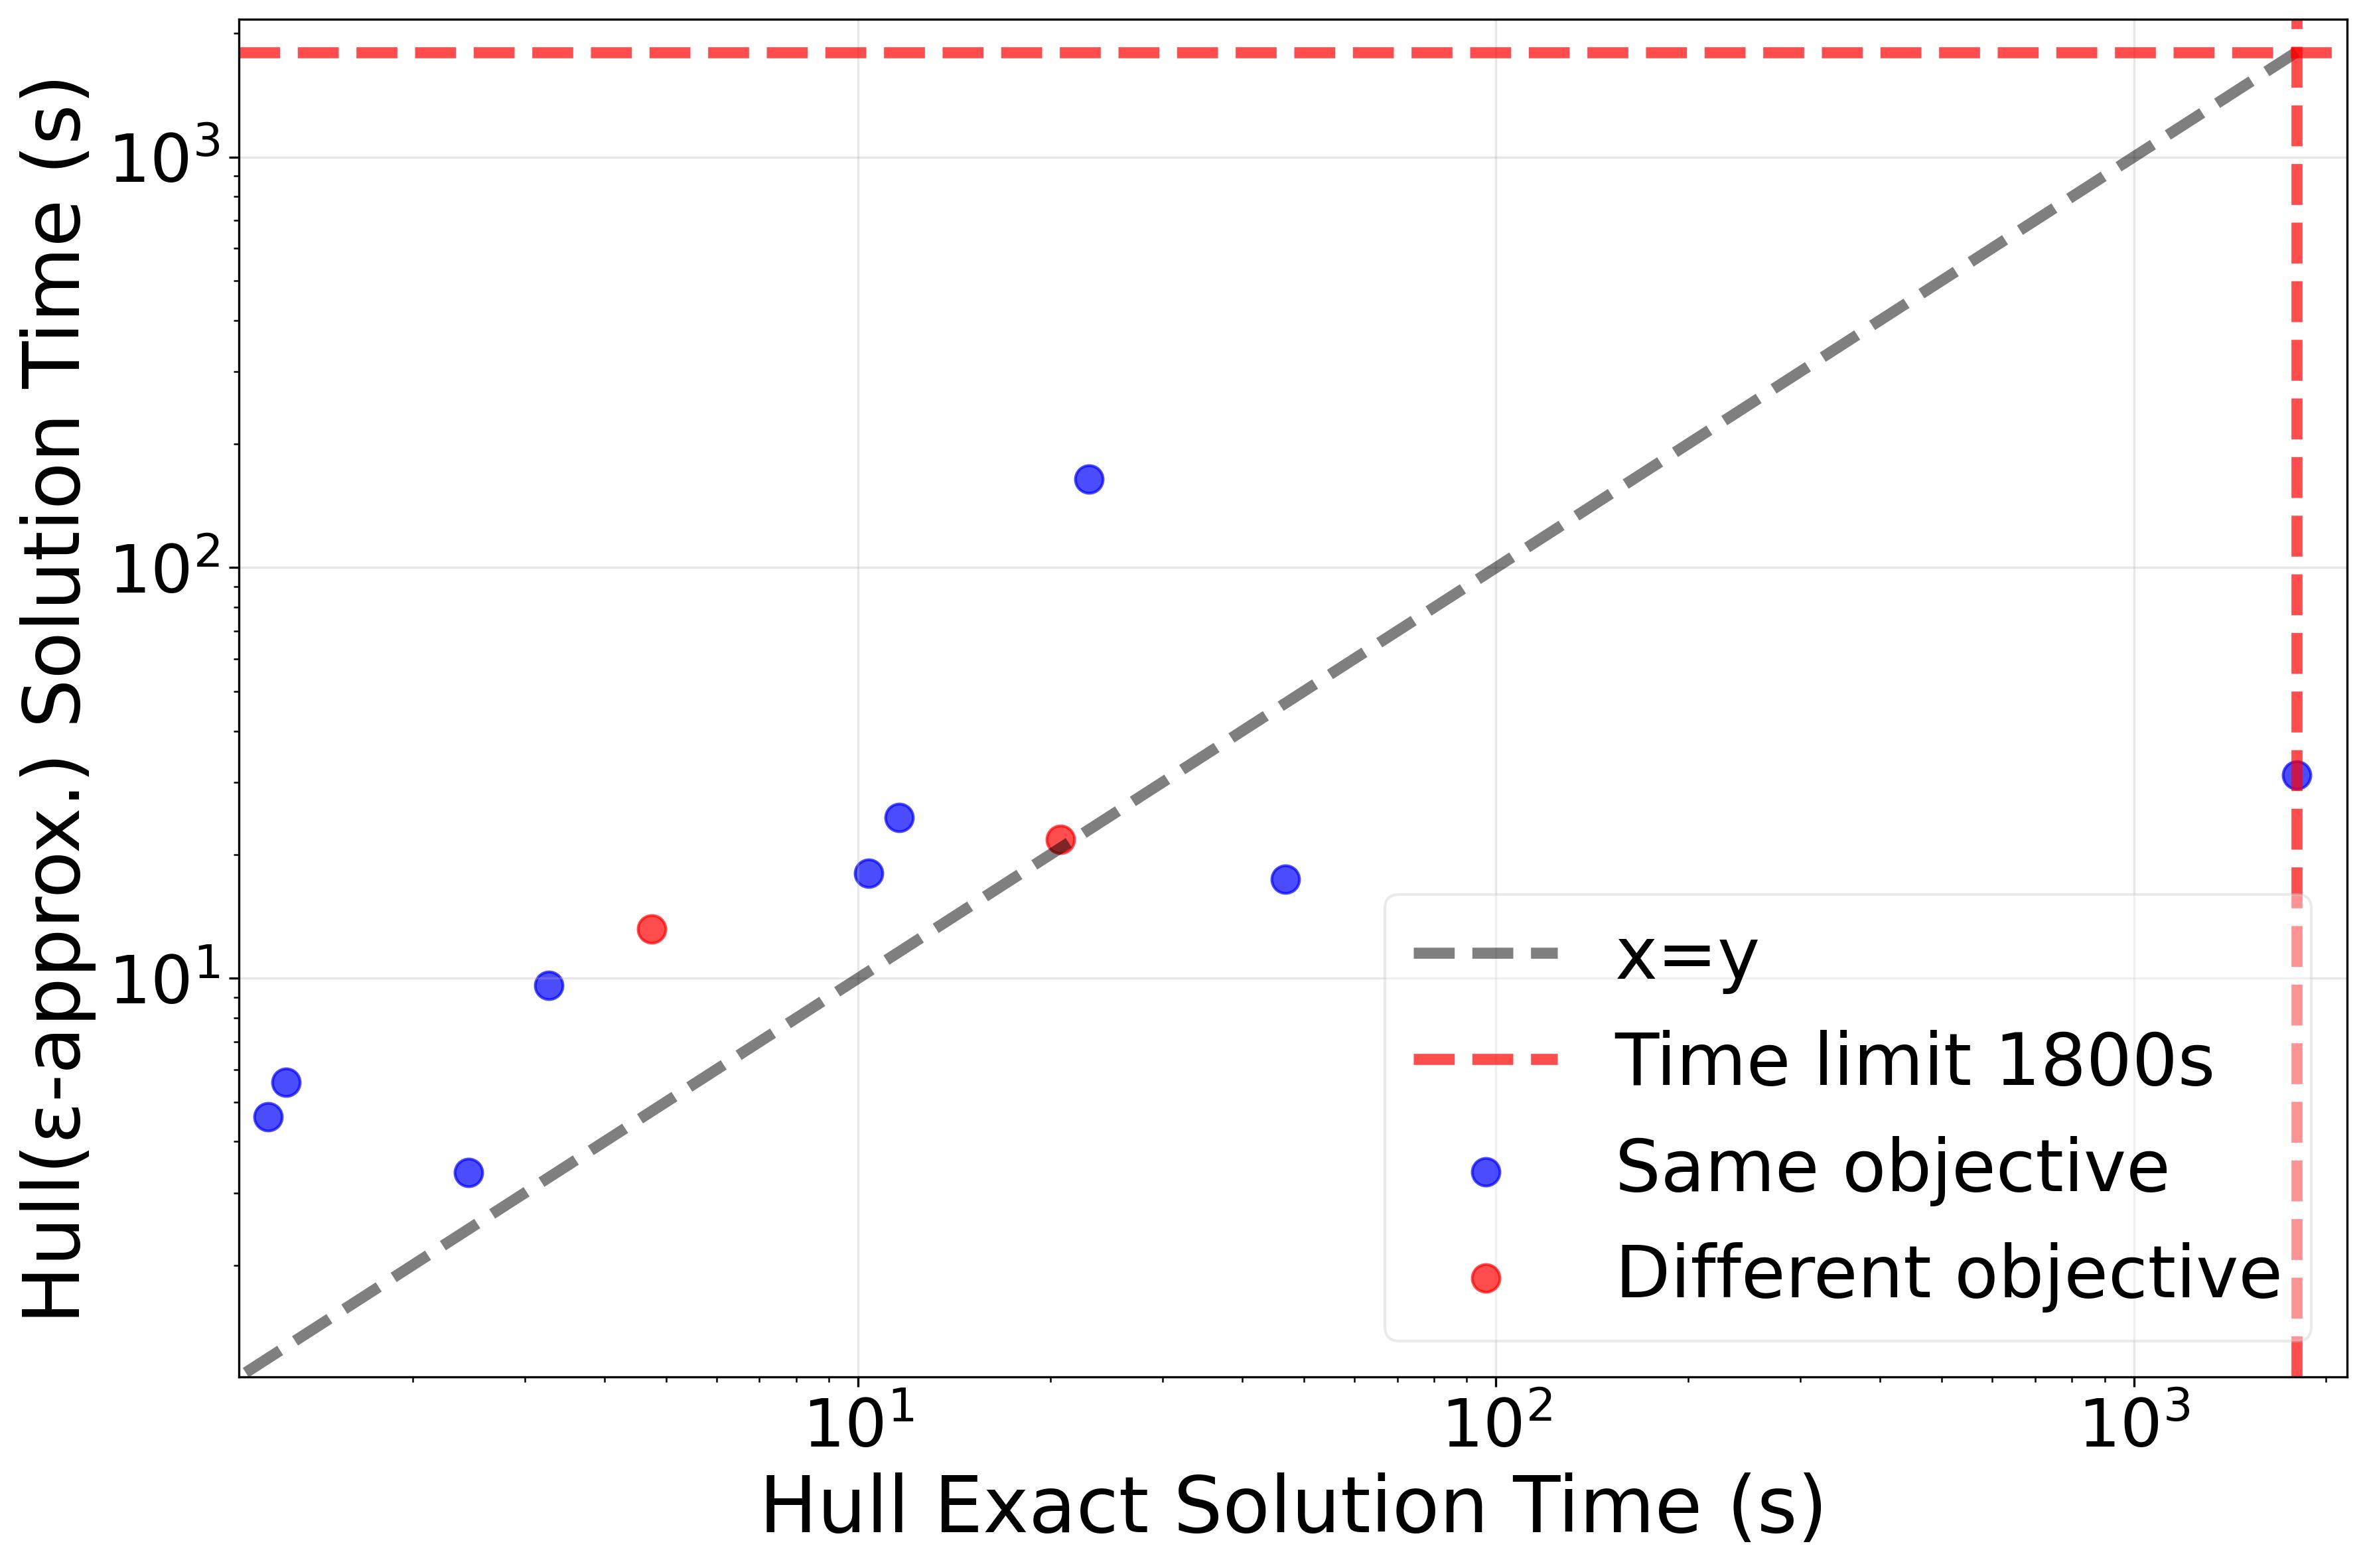 Hull(ε-approx.) Solution Time (s)
10³
10²
10¹
x=y
Time limit 1800s
Same objective
Different objective
10¹ 10² 10³
Hull Exact Solution Time (s)